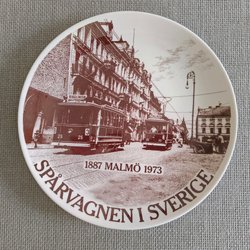 1887 MALMÖ 1973
SPÅRVAGNEN I SVERIGE